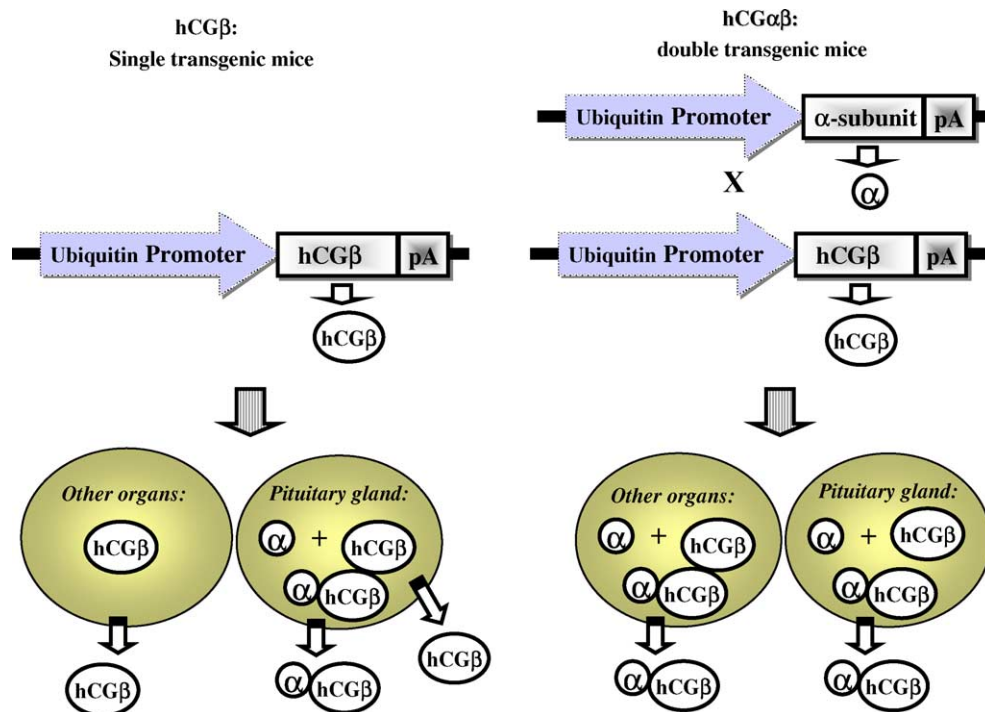 hCGβ:
Single transgenic mice
Ubiquitin Promoter
hCGβ
pA
hCGβ
Other organs:
hCGβ
hCGβ
Pituitary gland:
α + hCGβ
α hCGβ
α hCGβ
hCGβ
hCGαβ:
double transgenic mice
Ubiquitin Promoter
α-subunit
pA
α
X
Ubiquitin Promoter
hCGβ
pA
hCGβ
Other organs:
α + hCGβ
α hCGβ
α hCGβ
Pituitary gland:
α + hCGβ
α hCGβ
α hCGβ